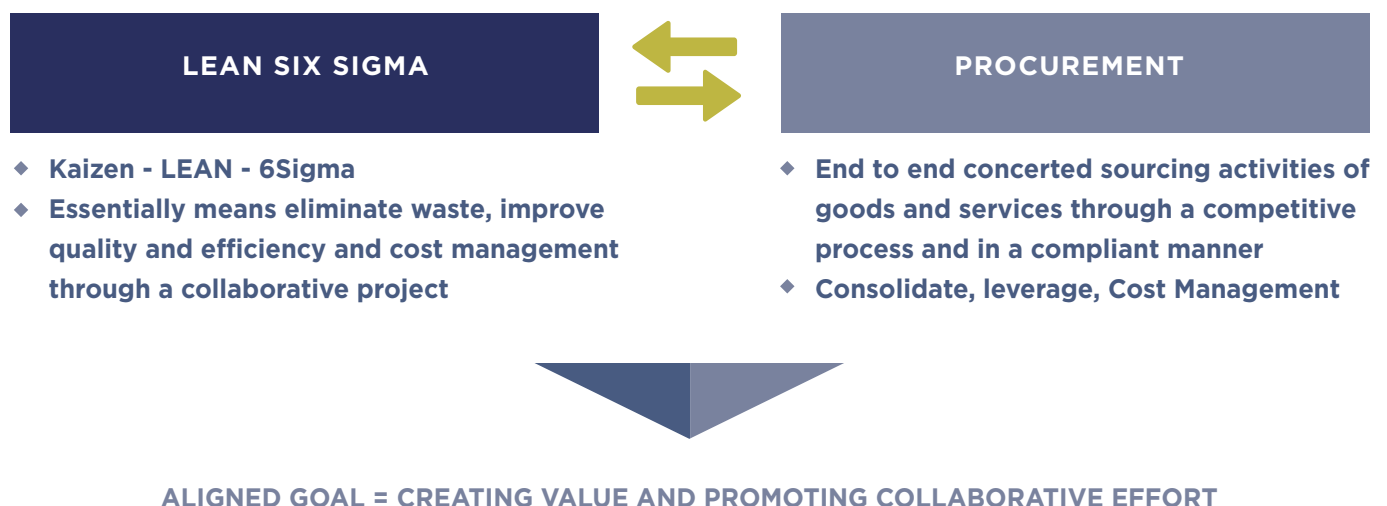 LEAN SIX SIGMA
PROCUREMENT
Kaizen - LEAN - 6Sigma
Essentially means eliminate waste, improve
quality and efficiency and cost management
through a collaborative project
End to end concerted sourcing activities of
goods and services through a competitive
process and in a compliant manner
Consolidate, leverage, Cost Management
ALIGNED GOAL = CREATING VALUE AND PROMOTING COLLABORATIVE EFFORT